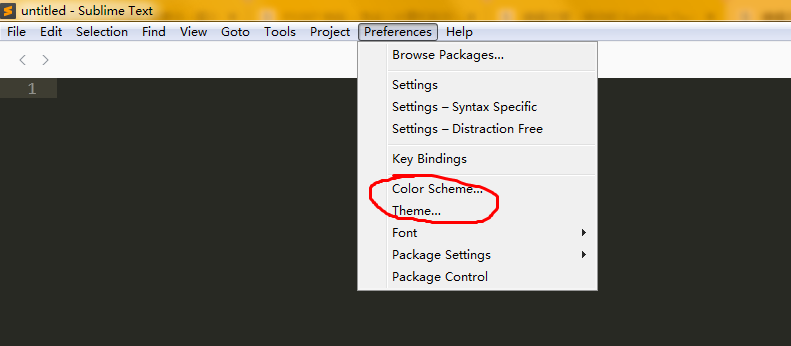 untitled - Sublime Text
File Edit Selection Find View Goto Tools Project Preferences Help
Browse Packages...
1
Settings
Settings – Syntax Specific
Settings – Distraction Free
Key Bindings
Color Scheme...
Theme...
Font
Package Settings
Package Control